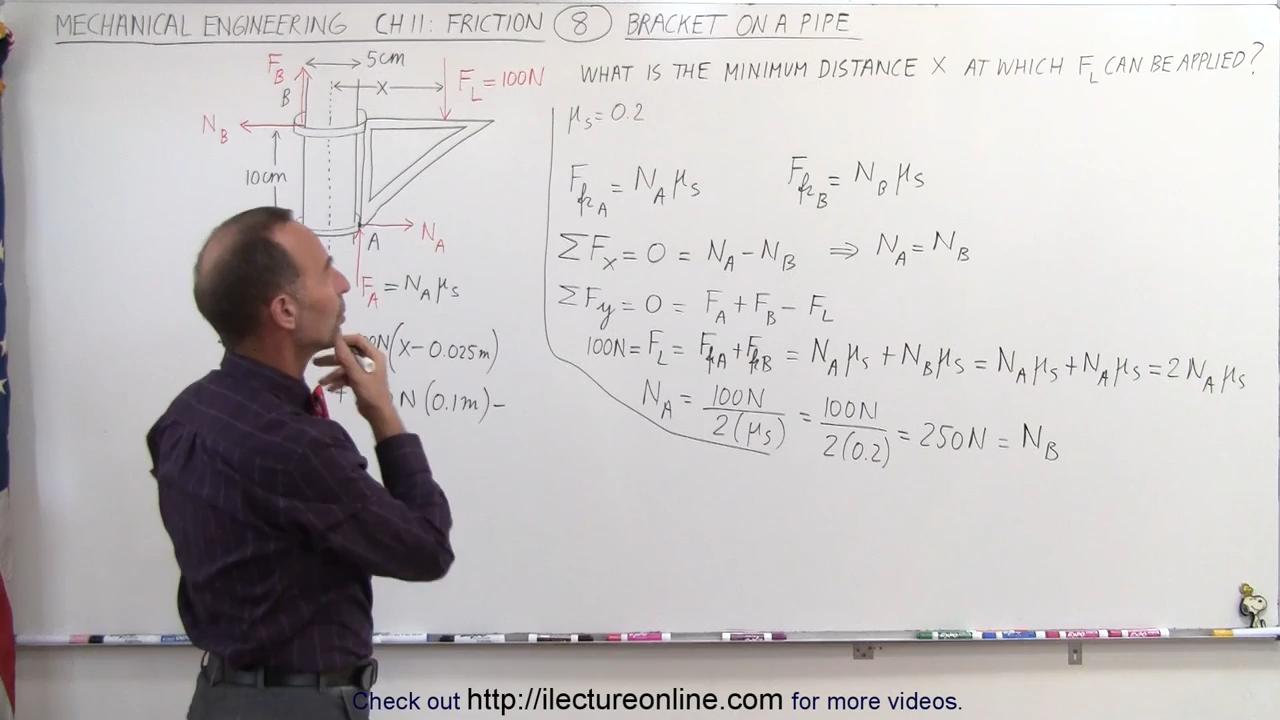 MECHANICAL ENGINEERING CH 11: FRICTION 8 BRACKET ON A PIPE
WHAT IS THE MINIMUM DISTANCE X AT WHICH F_L CAN BE APPLIED?
F_B
5cm
B
X
F_L = 100N
N_B
10cm
A
N_A
F_A = N_A μ_S
0N(X – 0.025m)
+
N (0.1m) –
μ_S = 0.2
F_fr_A = N_A μ_S
F_fr_B = N_B μ_S
ΣF_x = 0 = N_A – N_B ⇒ N_A = N_B
ΣF_y = 0 = F_A + F_B – F_L
100N = F_L = F_frA + F_frB = N_A μ_S + N_B μ_S = N_A μ_S + N_A μ_S = 2 N_A μ_S
N_A = 100N / 2(μ_S) = 100N / 2(0.2) = 250N = N_B
Check out http://ilectureonline.com for more videos.